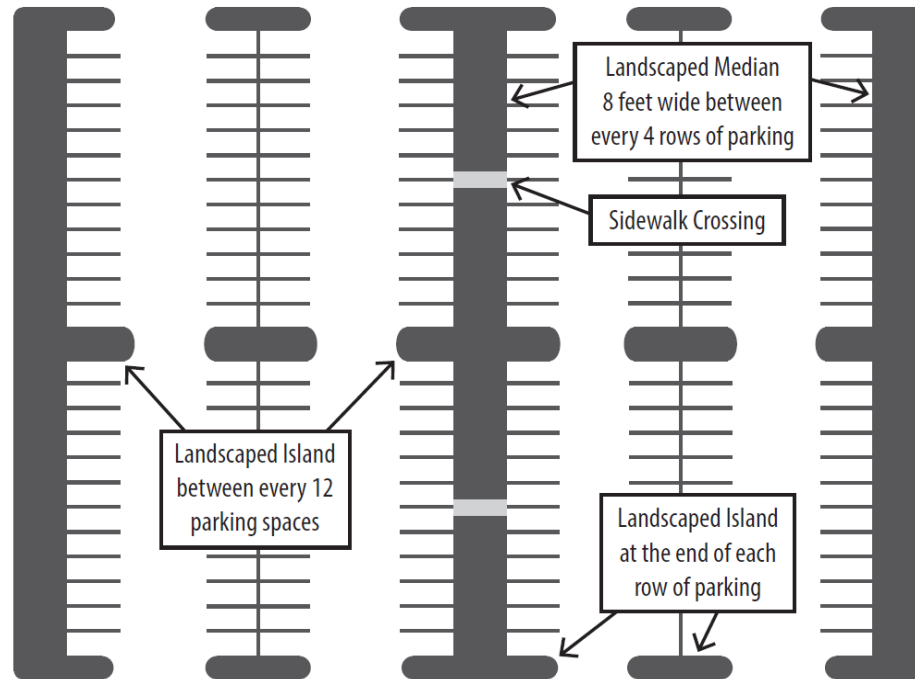 Landscaped Median
8 feet wide between
every 4 rows of parking
Sidewalk Crossing
Landscaped Island
between every 12
parking spaces
Landscaped Island
at the end of each
row of parking